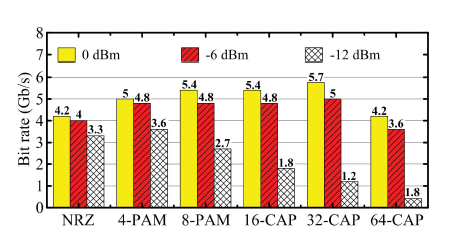 Bit rate (Gb/s)
8
7
6
5
4
3
2
1
0
0 dBm
-6 dBm
-12 dBm
4.2 4 3.3
5 4.8 3.6
5.4 4.8 2.7
5.4 4.8 1.8
5.7 5 1.2
4.2 3.6 1.8
NRZ 4-PAM 8-PAM 16-CAP 32-CAP 64-CAP